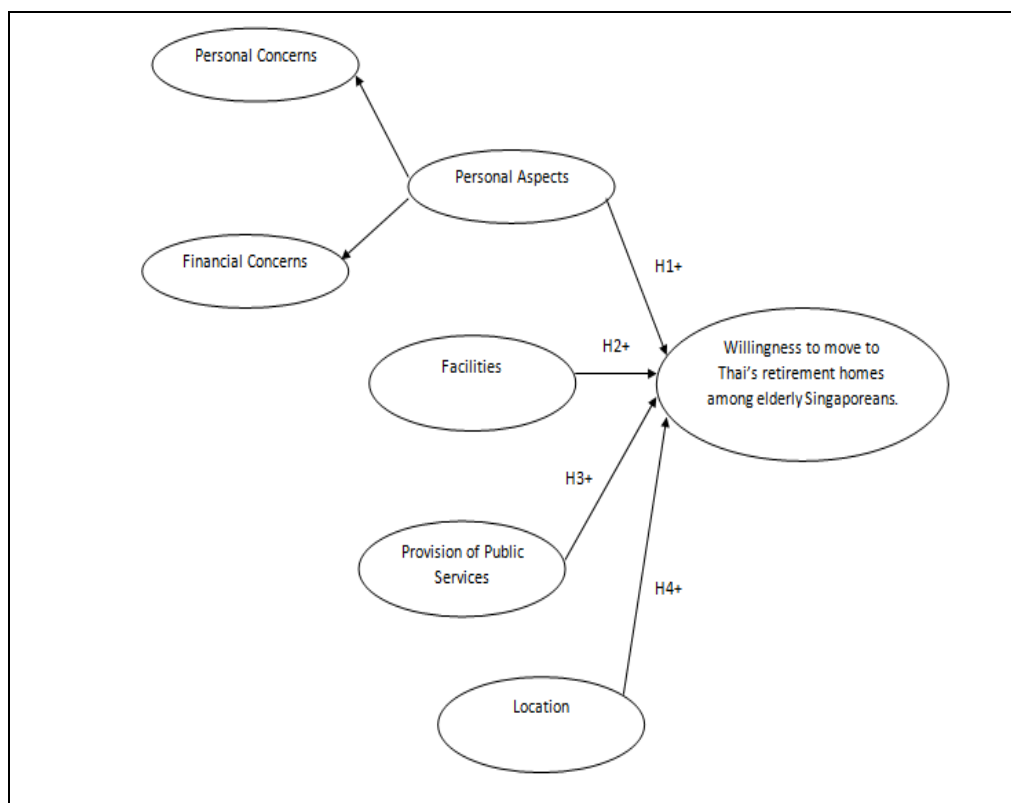 Personal Concerns
Personal Aspects
Financial Concerns
H1+
Facilities
H2+
Willingness to move to
Thai's retirement homes
among elderly Singaporeans.
H3+
Provision of Public
Services
H4+
Location